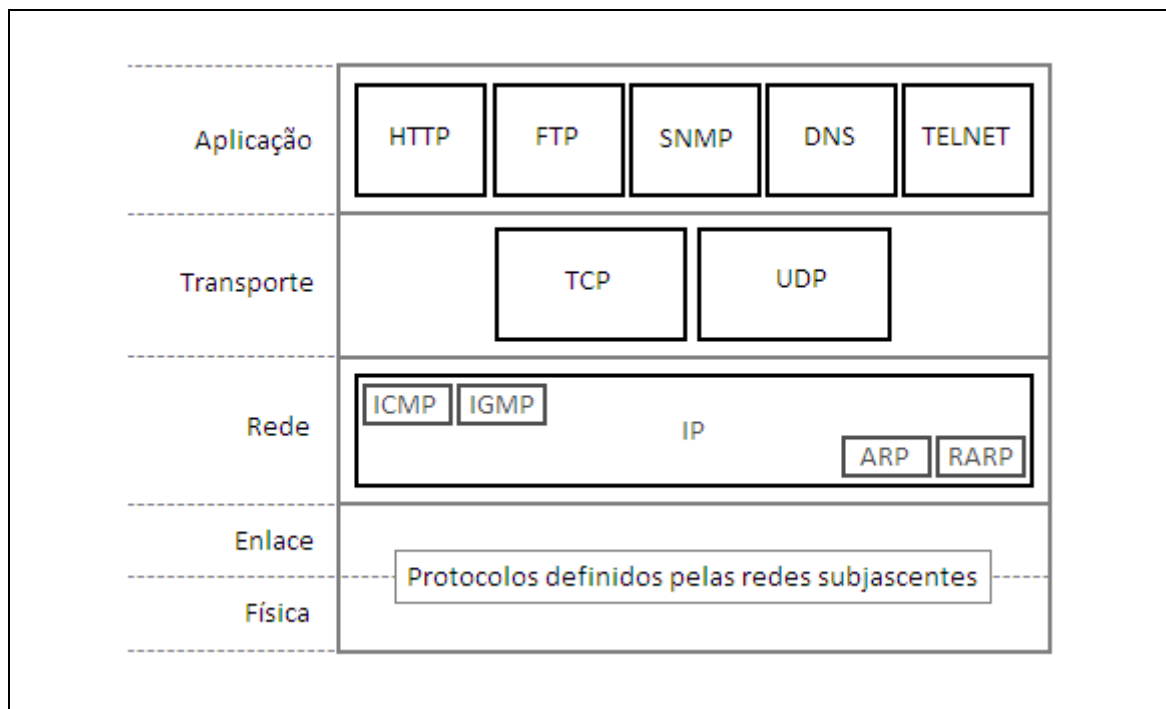 Aplicação
HTTP FTP SNMP DNS TELNET
Transporte
TCP UDP
Rede
ICMP IGMP
IP
ARP RARP
Enlace
Protocolos definidos pelas redes subjascentes
Física